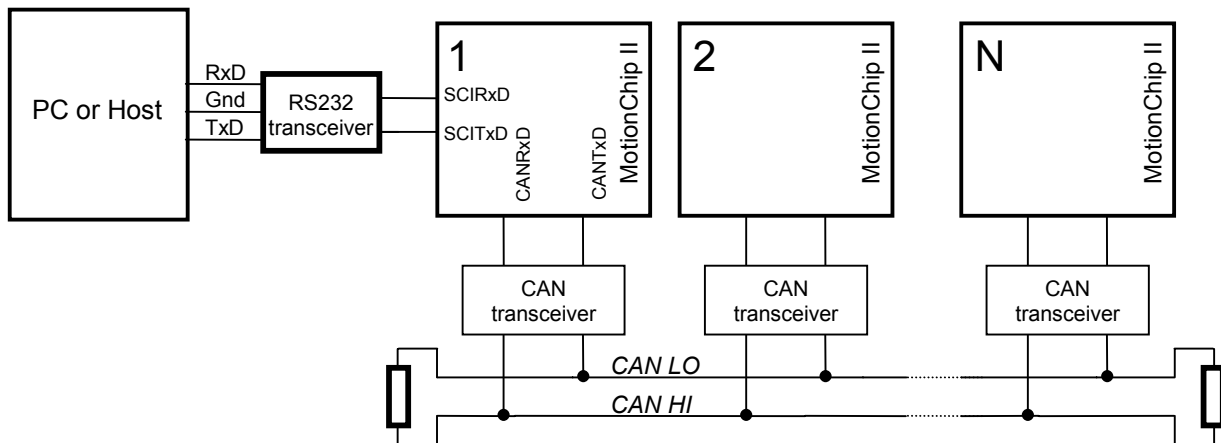 PC or Host
RxD
Gnd
TxD
RS232
transceiver
1
SCIRxD
SCITxD
CANRxD
CANTxD
MotionChip II
2
MotionChip II
N
MotionChip II
CAN
transceiver
CAN
transceiver
CAN
transceiver
CAN LO
CAN HI